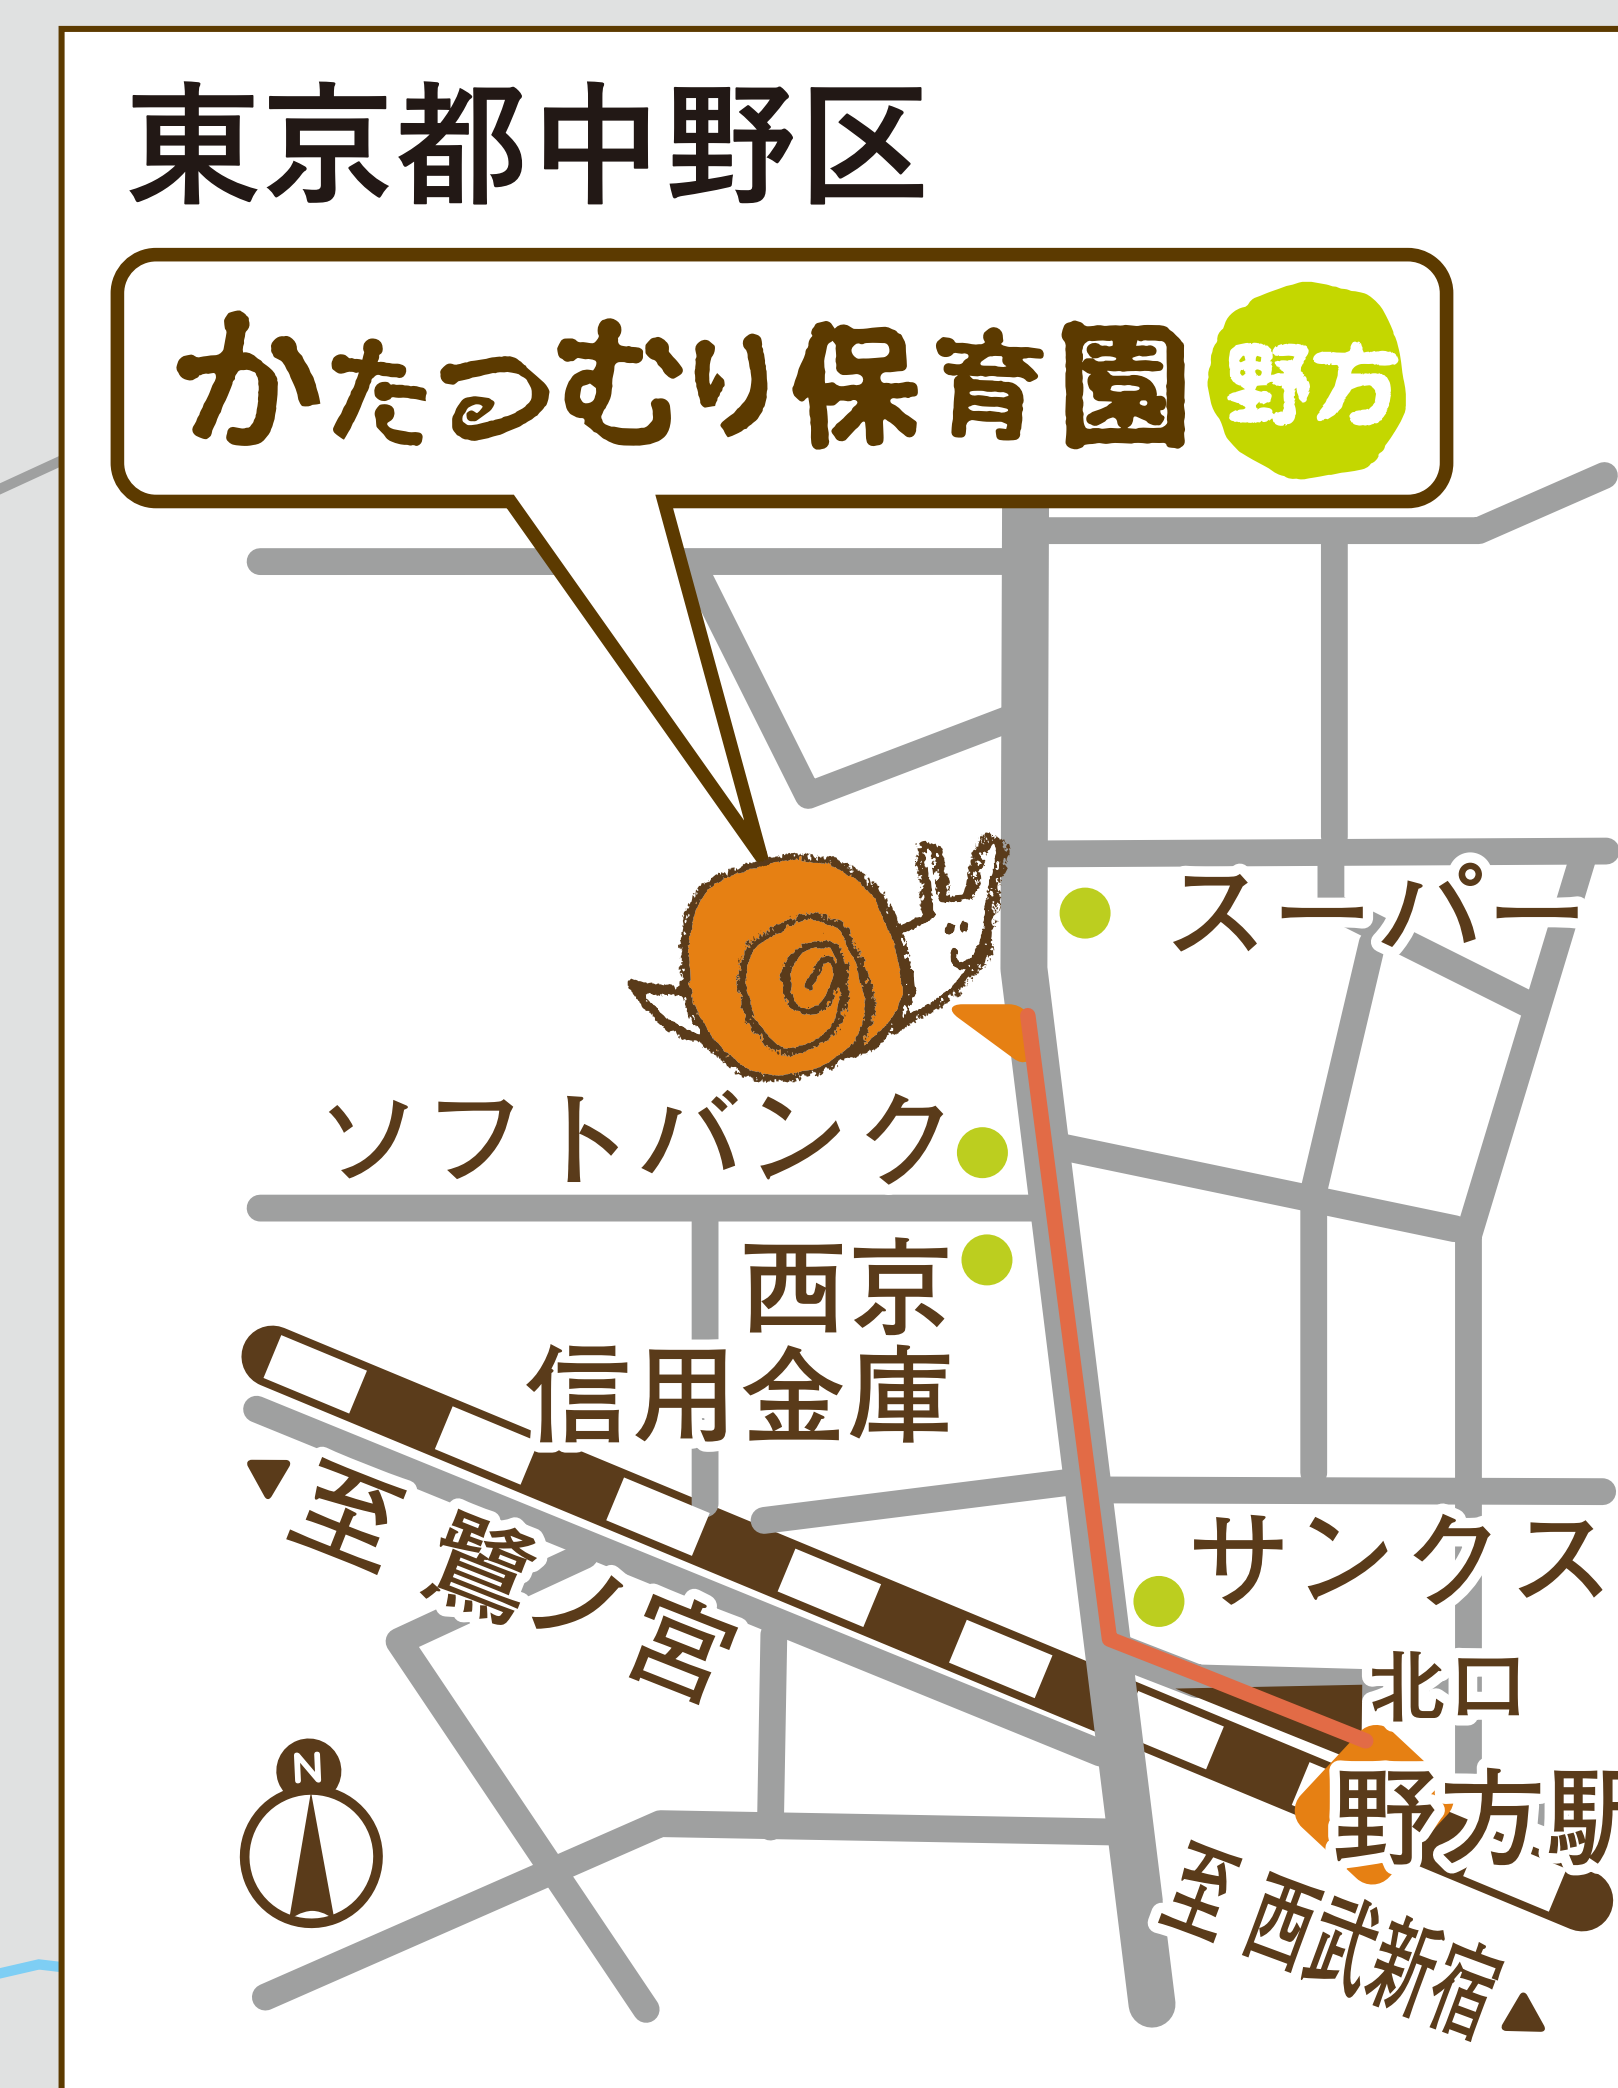 東京都中野区
かたつむり保育園 野方
スーパー
ソフトバンク
西京
信用金庫
至 鷺ノ宮
サンクス
北口
野方駅
至 西武新宿
N